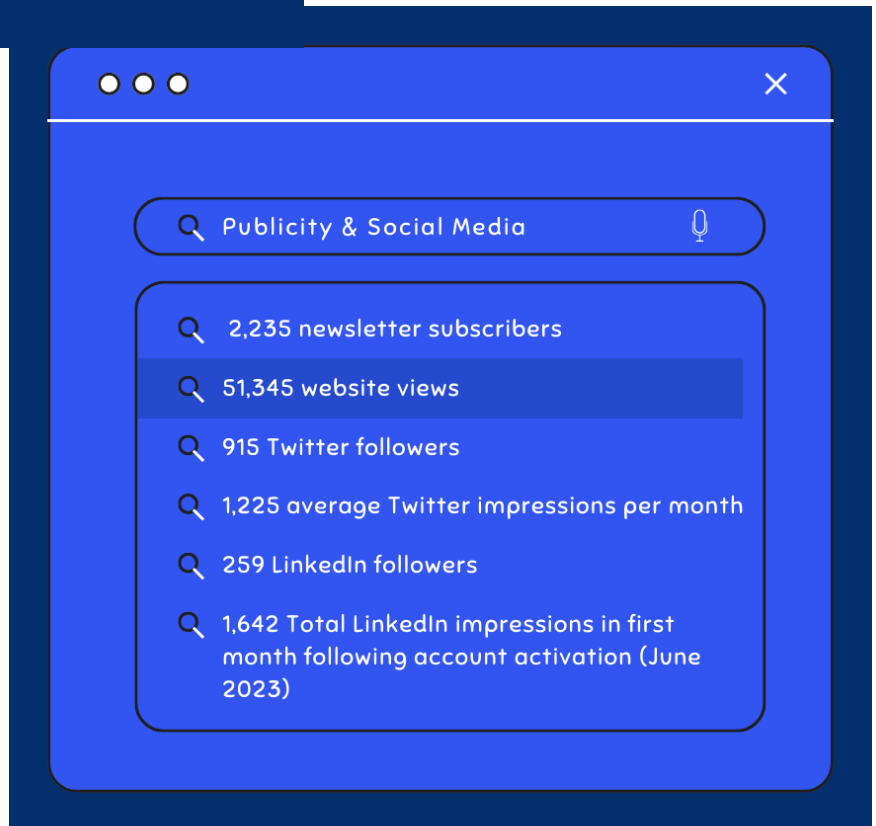 Publicity & Social Media
2,235 newsletter subscribers
51,345 website views
915 Twitter followers
1,225 average Twitter impressions per month
259 LinkedIn followers
1,642 Total LinkedIn impressions in first
month following account activation (June
2023)